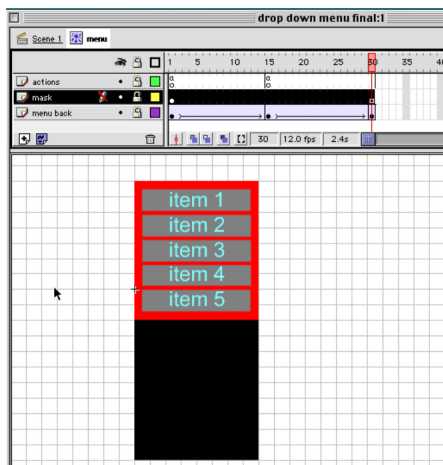 drop down menu final:1
Scene 1 menu
1 5 10 15 20 25 30 35 40
actions
a a
mask
menu back
30 12.0 fps 2.4s
item 1
item 2
item 3
item 4
item 5